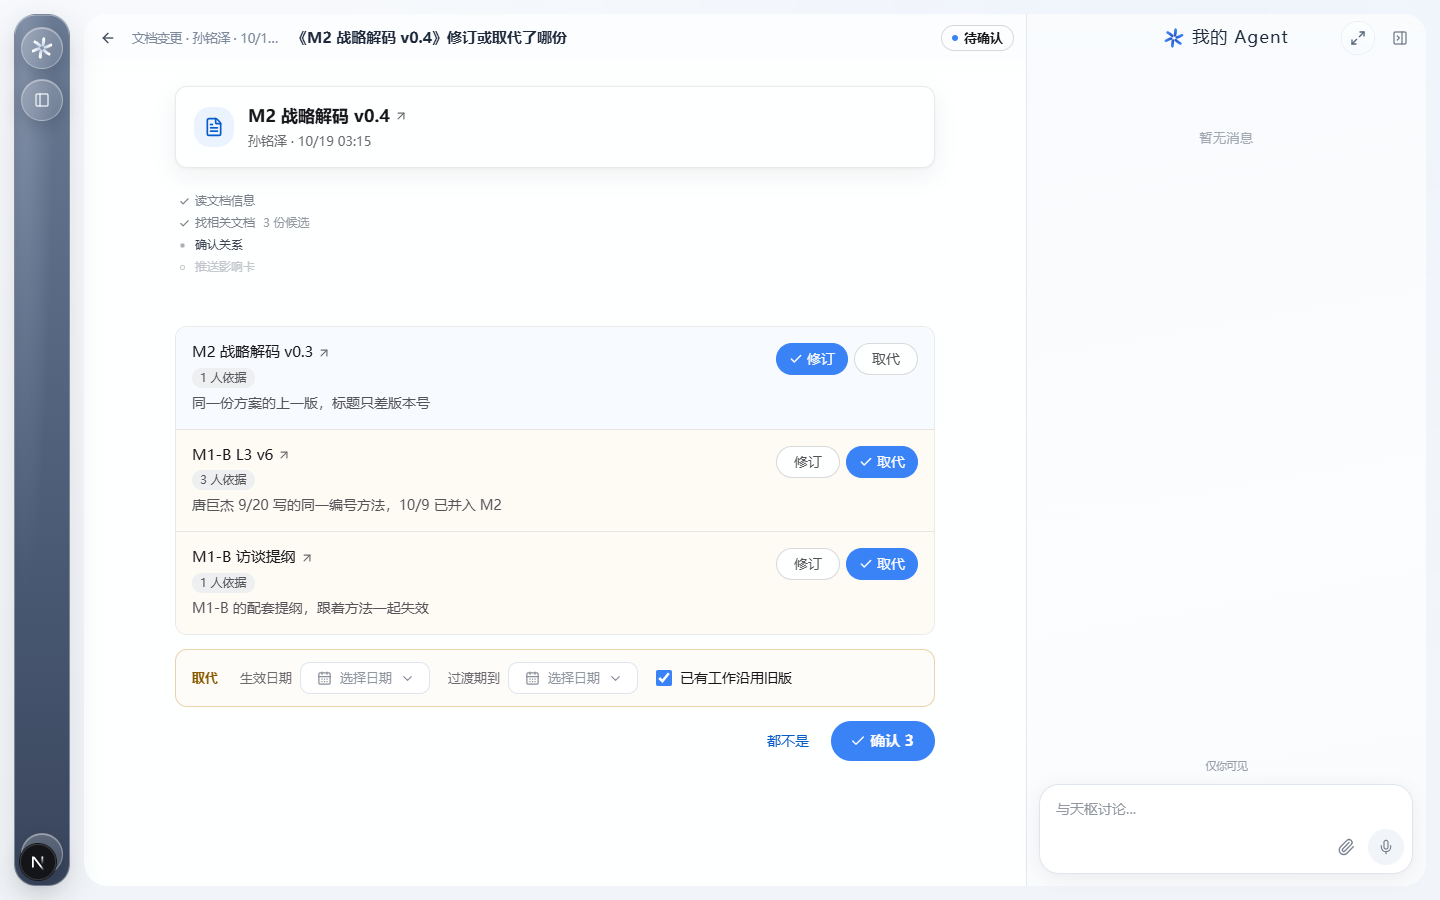 文档变更 · 孙铭泽 · 10/1... 《M2 战略解码 v0.4》修订或取代了哪份
待确认
M2 战略解码 v0.4
孙铭泽 · 10/19 03:15
读文档信息
找相关文档 3 份候选
确认关系
推送影响卡
M2 战略解码 v0.3
修订 取代
1 人依据
同一份方案的上一版，标题只差版本号
M1-B L3 v6
修订 取代
3 人依据
唐巨杰 9/20 写的同一编号方法，10/9 已并入 M2
M1-B 访谈提纲
修订 取代
1 人依据
M1-B 的配套提纲，跟着方法一起失效
取代 生效日期 选择日期 过渡期到 选择日期 已有工作沿用旧版
都不是 确认 3
N
我的 Agent
暂无消息
仅你可见
与天枢讨论...